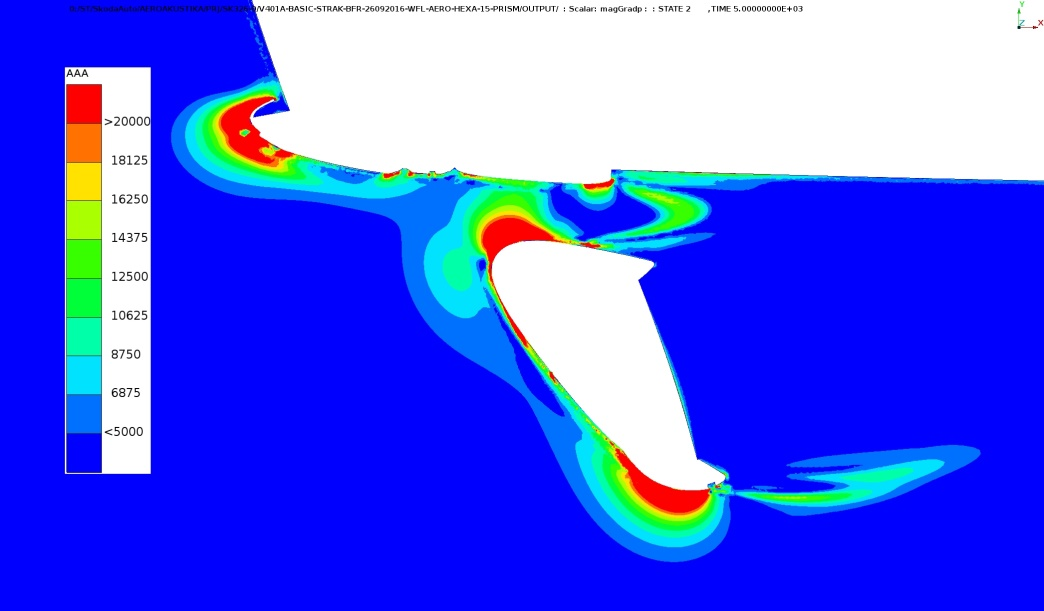 /V401A-BASIC-STRAK-BFR-26092016-WFL-AERO-HEXA-15-PRISM/OUTPUT/ : Scalar: magGradp : : STATE 2 ,TIME 5.00000000E+03
Y
Z X
AAA
>20000
18125
16250
14375
12500
10625
8750
6875
<5000